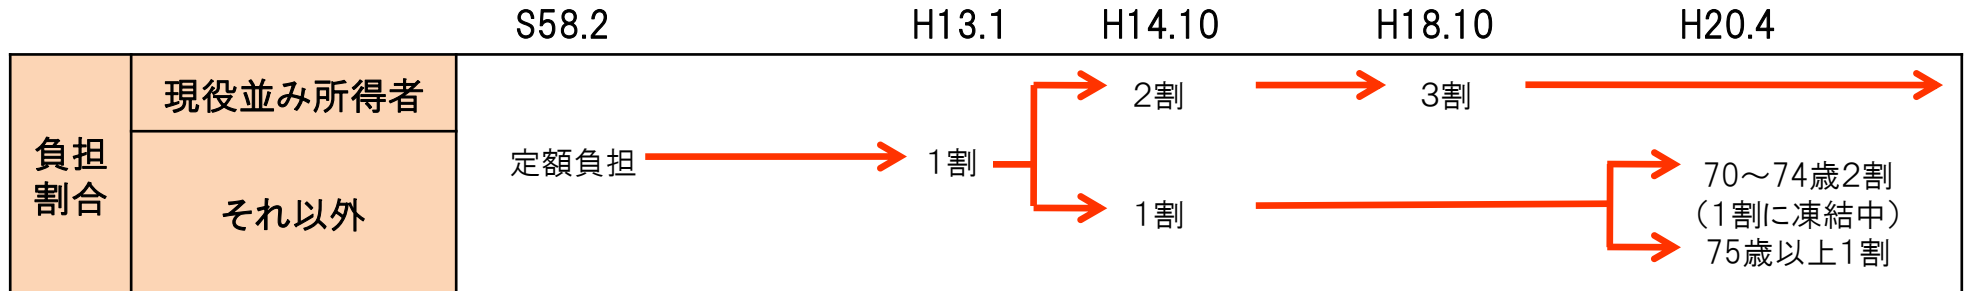 S58.2 H13.1 H14.10 H18.10 H20.4
負担
割合
現役並み所得者
2割 3割
それ以外
定額負担 1割
1割
70～74歳2割
（1割に凍結中）
75歳以上1割